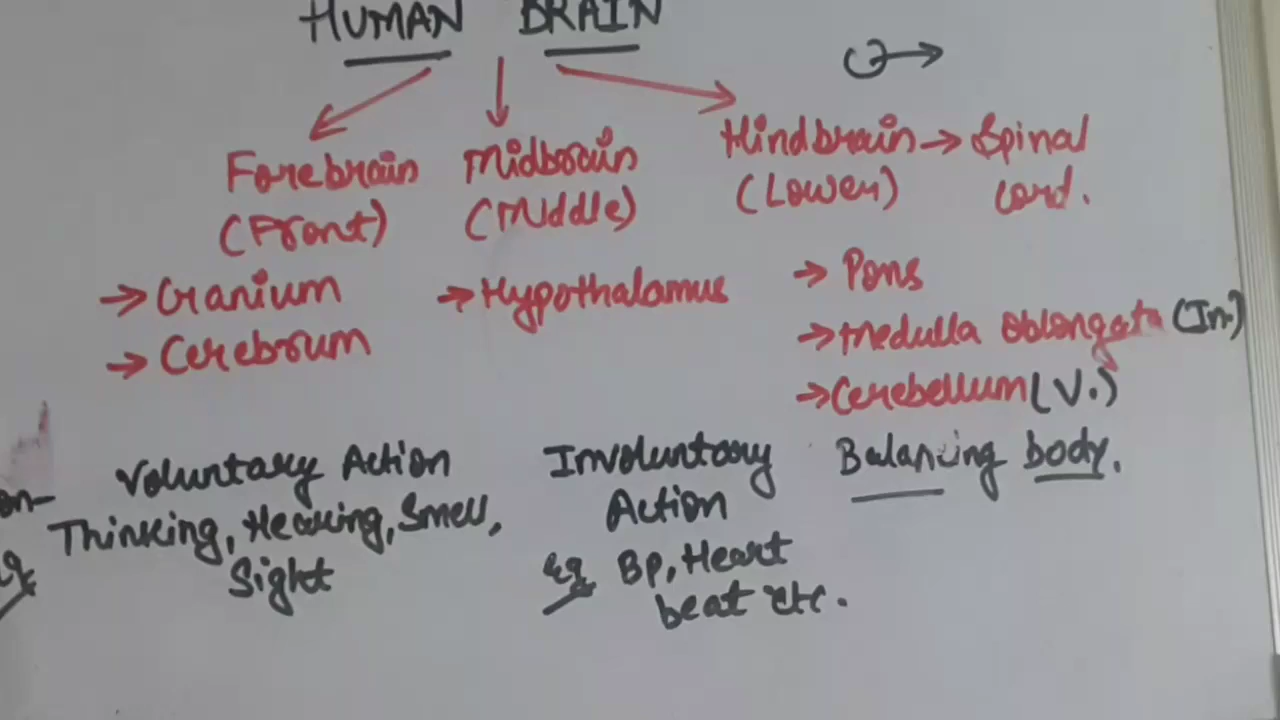 HUMAN BRAIN
Forebrain
(Front)
→ Cranium
→ Cerebrum
Voluntary Action
Thinking, Hearing, Smell,
Sight
Midbrain
(Middle)
→ Hypothalamus
Involuntary
Action
Eg BP, Heart
beat etc.
Hindbrain → Spinal
(Lower) cord.
→ Pons
→ Medulla oblongata (In.)
→ Cerebellum (V.)
Balancing body.